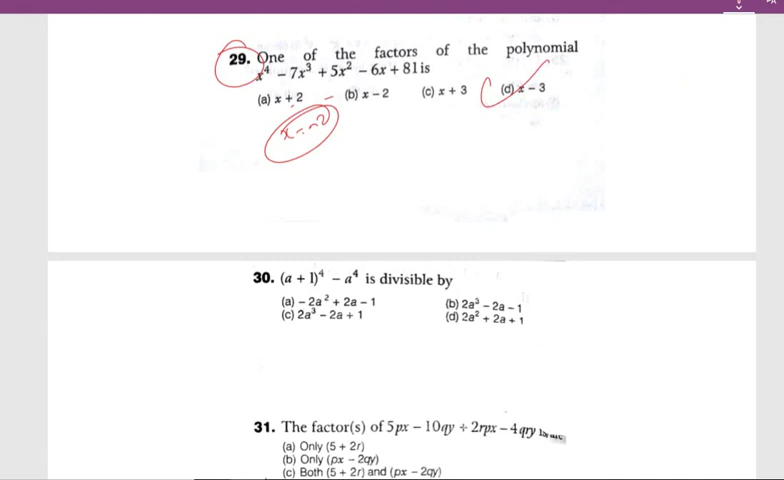 29. One of the factors of the polynomial
x⁴ – 7x³ + 5x² – 6x + 81 is
(a) x + 2 (b) x – 2 (c) x + 3 (d) x – 3
x = -2
30. (a + 1)⁴ – a⁴ is divisible by
(a) – 2a² + 2a – 1 (b) 2a³ – 2a – 1
(c) 2a³ – 2a + 1 (d) 2a² + 2a + 1
31. The factor(s) of 5px – 10qy + 2rpx – 4qry
(a) Only (5 + 2r)
(b) Only (px – 2qy)
(c) Both (5 + 2r) and (px – 2qy)